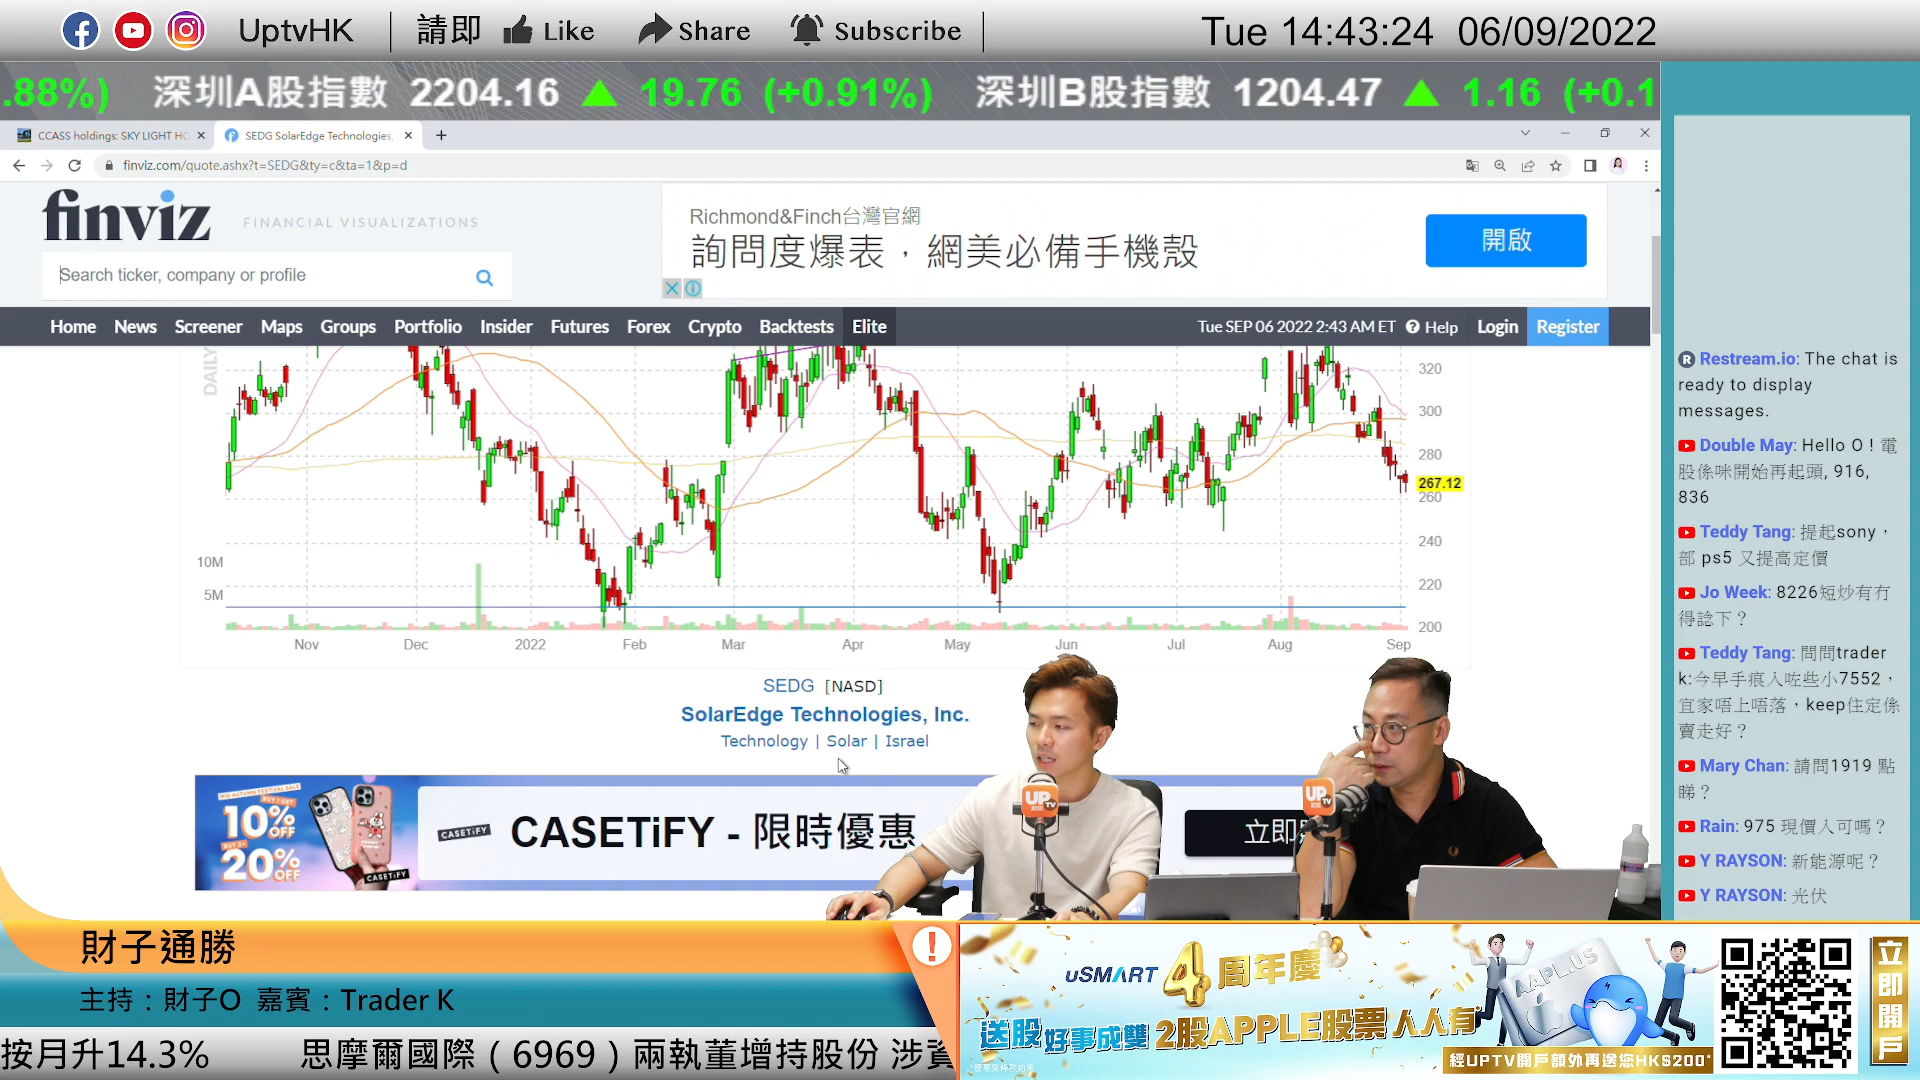 UptvHK 請即 Like Share Subscribe Tue 14:43:24 06/09/2022
.88%) 深圳A股指數 2204.16 ▲ 19.76 (+0.91%) 深圳B股指數 1204.47 ▲ 1.16 (+0.1
CCASS holdings: SKY LIGHT HO
SEDG SolarEdge Technologies,
finviz.com/quote.ashx?t=SEDG&ty=c&ta=1&p=d
finviz FINANCIAL VISUALIZATIONS
Search ticker, company or profile
Richmond&Finch台灣官網
詢問度爆表，網美必備手機殼
開啟
Home News Screener Maps Groups Portfolio Insider Futures Forex Crypto Backtests Elite Tue SEP 06 2022 2:43 AM ET Help Login Register
DAILY
320
300
280
267.12
260
240
220
200
10M
5M
Nov Dec 2022 Feb Mar Apr May Jun Jul Aug Sep
SEDG [NASD]
SolarEdge Technologies, Inc.
Technology | Solar | Israel
MID-AUTUMN FESTIVAL SALE
BUY 1 GET
10% OFF
BUY 2+
20% OFF
CASETiFY
CASETiFY
CASETiFY - 限時優惠
立即
UP TV
UP TV
Restream.io: The chat is
ready to display
messages.
Double May: Hello O ! 電
股係咪開始再起頭, 916,
836
Teddy Tang: 提起sony，
部 ps5 又提高定價
Jo Week: 8226短炒有冇
得諗下？
Teddy Tang: 問問trader
k:今早手痕入咗些小7552，
宜家唔上唔落，keep住定係
賣走好？
Mary Chan: 請問1919 點
睇？
Rain: 975 現價入可嗎？
Y RAYSON: 新能源呢？
Y RAYSON: 光伏
財子通勝
主持：財子O 嘉賓：Trader K
uSMART 4周年慶
送股好事成雙 2股APPLE股票人人有*
AAPL.US
經UPTV開戶額外再送您HK$200*
立即開戶
按月升14.3% 思摩爾國際（6969）兩執董增持股份 涉資